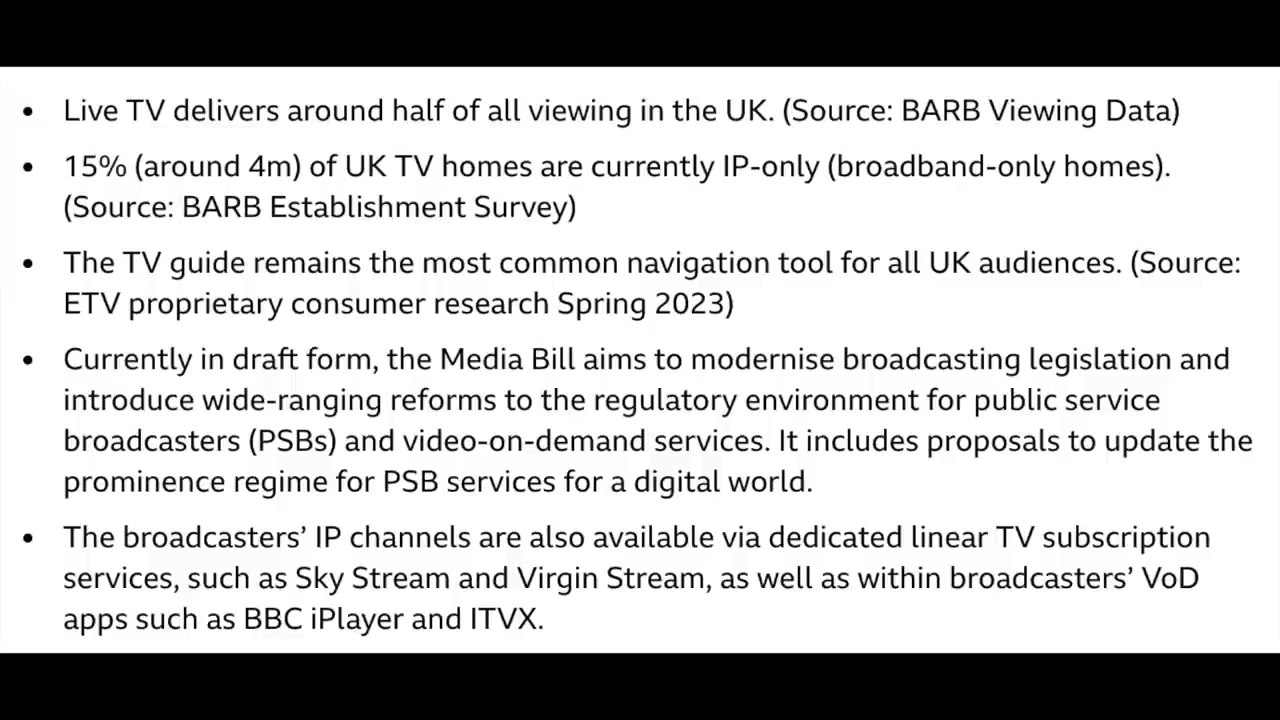 • Live TV delivers around half of all viewing in the UK. (Source: BARB Viewing Data)
• 15% (around 4m) of UK TV homes are currently IP-only (broadband-only homes).
(Source: BARB Establishment Survey)
• The TV guide remains the most common navigation tool for all UK audiences. (Source:
ETV proprietary consumer research Spring 2023)
• Currently in draft form, the Media Bill aims to modernise broadcasting legislation and
introduce wide-ranging reforms to the regulatory environment for public service
broadcasters (PSBs) and video-on-demand services. It includes proposals to update the
prominence regime for PSB services for a digital world.
• The broadcasters’ IP channels are also available via dedicated linear TV subscription
services, such as Sky Stream and Virgin Stream, as well as within broadcasters’ VoD
apps such as BBC iPlayer and ITVX.